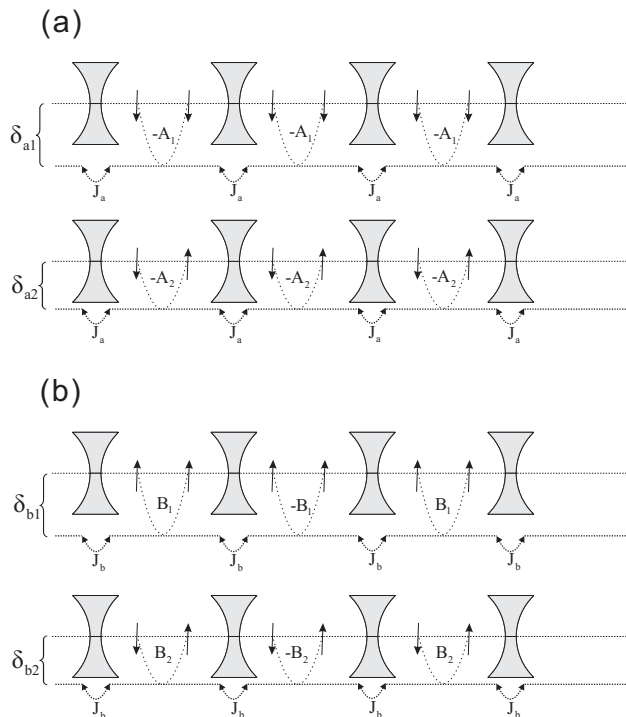 (a)
δa1 -A1 -A1 -A1
Ja Ja Ja Ja
δa2 -A2 -A2 -A2
Ja Ja Ja Ja
(b)
δb1 B1 -B1 B1
Jb Jb Jb Jb
δb2 B2 -B2 B2
Jb Jb Jb Jb